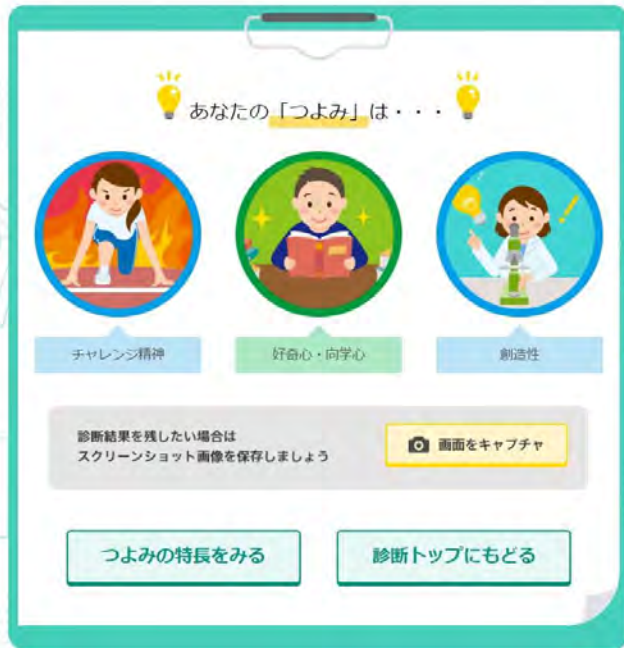 あなたの「つよみ」は・・・
チャレンジ精神
好奇心・向学心
創造性
診断結果を残したい場合は
スクリーンショット画像を保存しましょう
画面をキャプチャ
つよみの特長をみる
診断トップにもどる